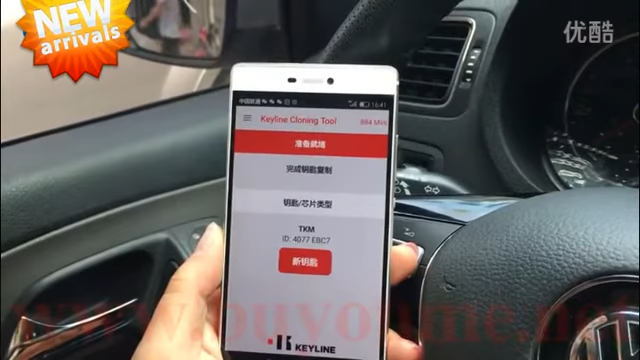 NEW
arrivals
优酷
中国联通
16:41
Keyline Cloning Tool
884 MHz
准备就绪
完成钥匙复制
钥匙/芯片类型
TKM
ID: 4077 EBC7
新钥匙
KEYLINE